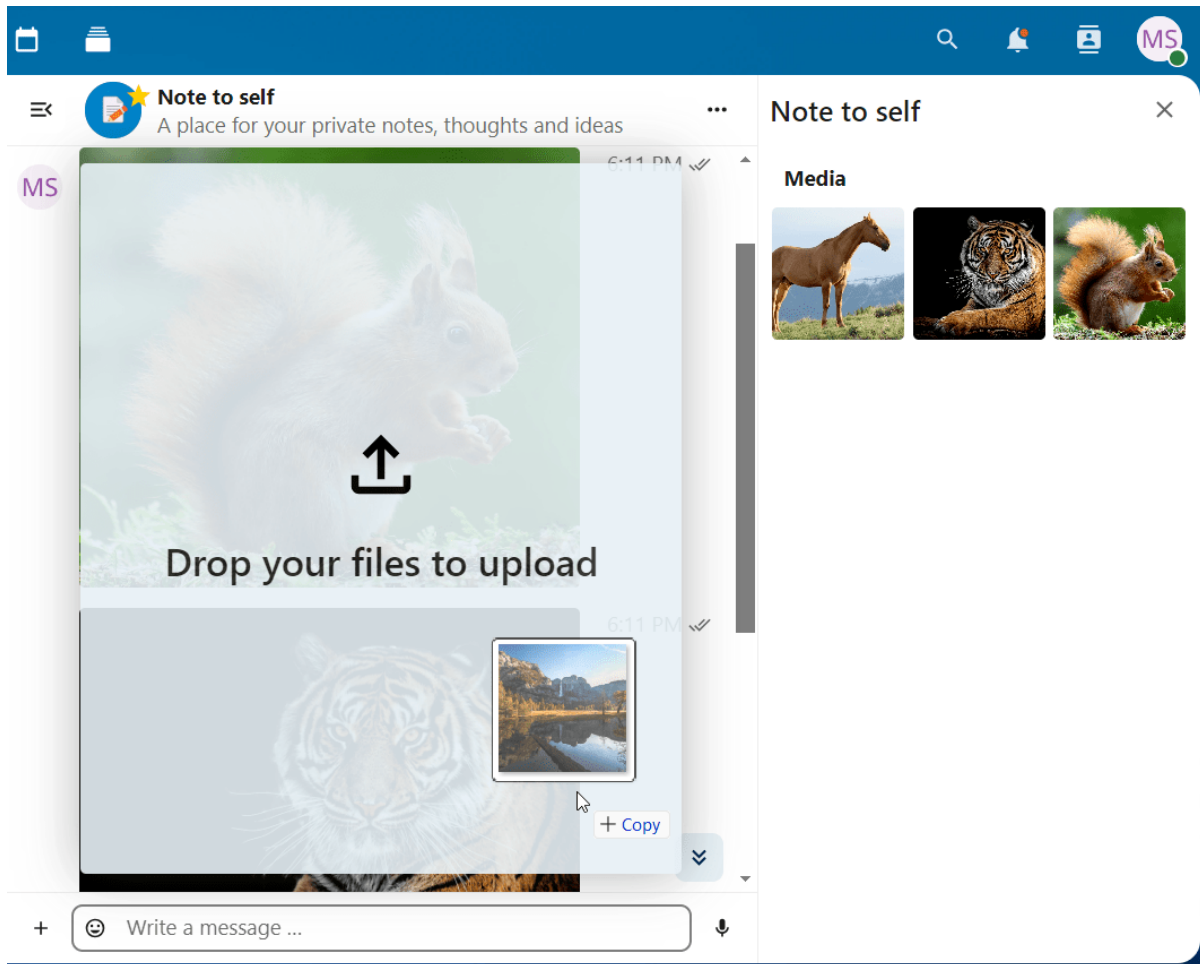 MS
Note to self
A place for your private notes, thoughts and ideas
Note to self
Media
MS
6:11 PM
Drop your files to upload
6:11 PM
Copy
Write a message ...